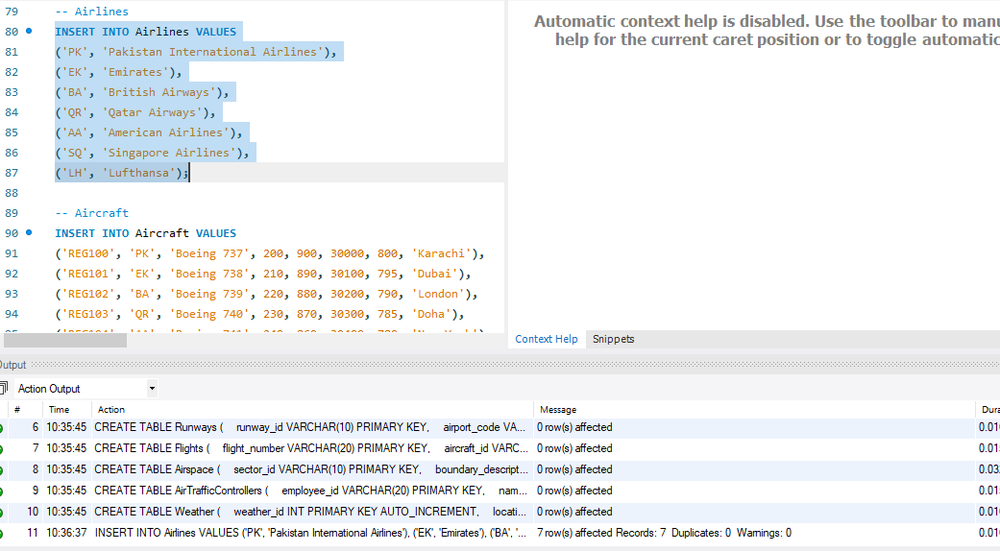 79 -- Airlines
80 INSERT INTO Airlines VALUES
81 ('PK', 'Pakistan International Airlines'),
82 ('EK', 'Emirates'),
83 ('BA', 'British Airways'),
84 ('QR', 'Qatar Airways'),
85 ('AA', 'American Airlines'),
86 ('SQ', 'Singapore Airlines'),
87 ('LH', 'Lufthansa');
88
89 -- Aircraft
90 INSERT INTO Aircraft VALUES
91 ('REG100', 'PK', 'Boeing 737', 200, 900, 30000, 800, 'Karachi'),
92 ('REG101', 'EK', 'Boeing 738', 210, 890, 30100, 795, 'Dubai'),
93 ('REG102', 'BA', 'Boeing 739', 220, 880, 30200, 790, 'London'),
94 ('REG103', 'QR', 'Boeing 740', 230, 870, 30300, 785, 'Doha'),
Automatic context help is disabled. Use the toolbar to manu
help for the current caret position or to toggle automatic
Context Help Snippets
Output
Action Output
# Time Action Message Dura
6 10:35:45 CREATE TABLE Runways ( runway_id VARCHAR(10) PRIMARY KEY, airport_code VA... 0 row(s) affected 0.01
7 10:35:45 CREATE TABLE Flights ( flight_number VARCHAR(20) PRIMARY KEY, aircraft_id VARC... 0 row(s) affected 0.01
8 10:35:45 CREATE TABLE Airspace ( sector_id VARCHAR(10) PRIMARY KEY, boundary_descript... 0 row(s) affected 0.03
9 10:35:45 CREATE TABLE AirTrafficControllers ( employee_id VARCHAR(20) PRIMARY KEY, nam... 0 row(s) affected 0.01
10 10:35:45 CREATE TABLE Weather ( weather_id INT PRIMARY KEY AUTO_INCREMENT, locati... 0 row(s) affected 0.01
11 10:36:37 INSERT INTO Airlines VALUES ('PK', 'Pakistan International Airlines'), ('EK', 'Emirates'), ('BA', '... 7 row(s) affected Records: 7 Duplicates: 0 Warnings: 0 0.01